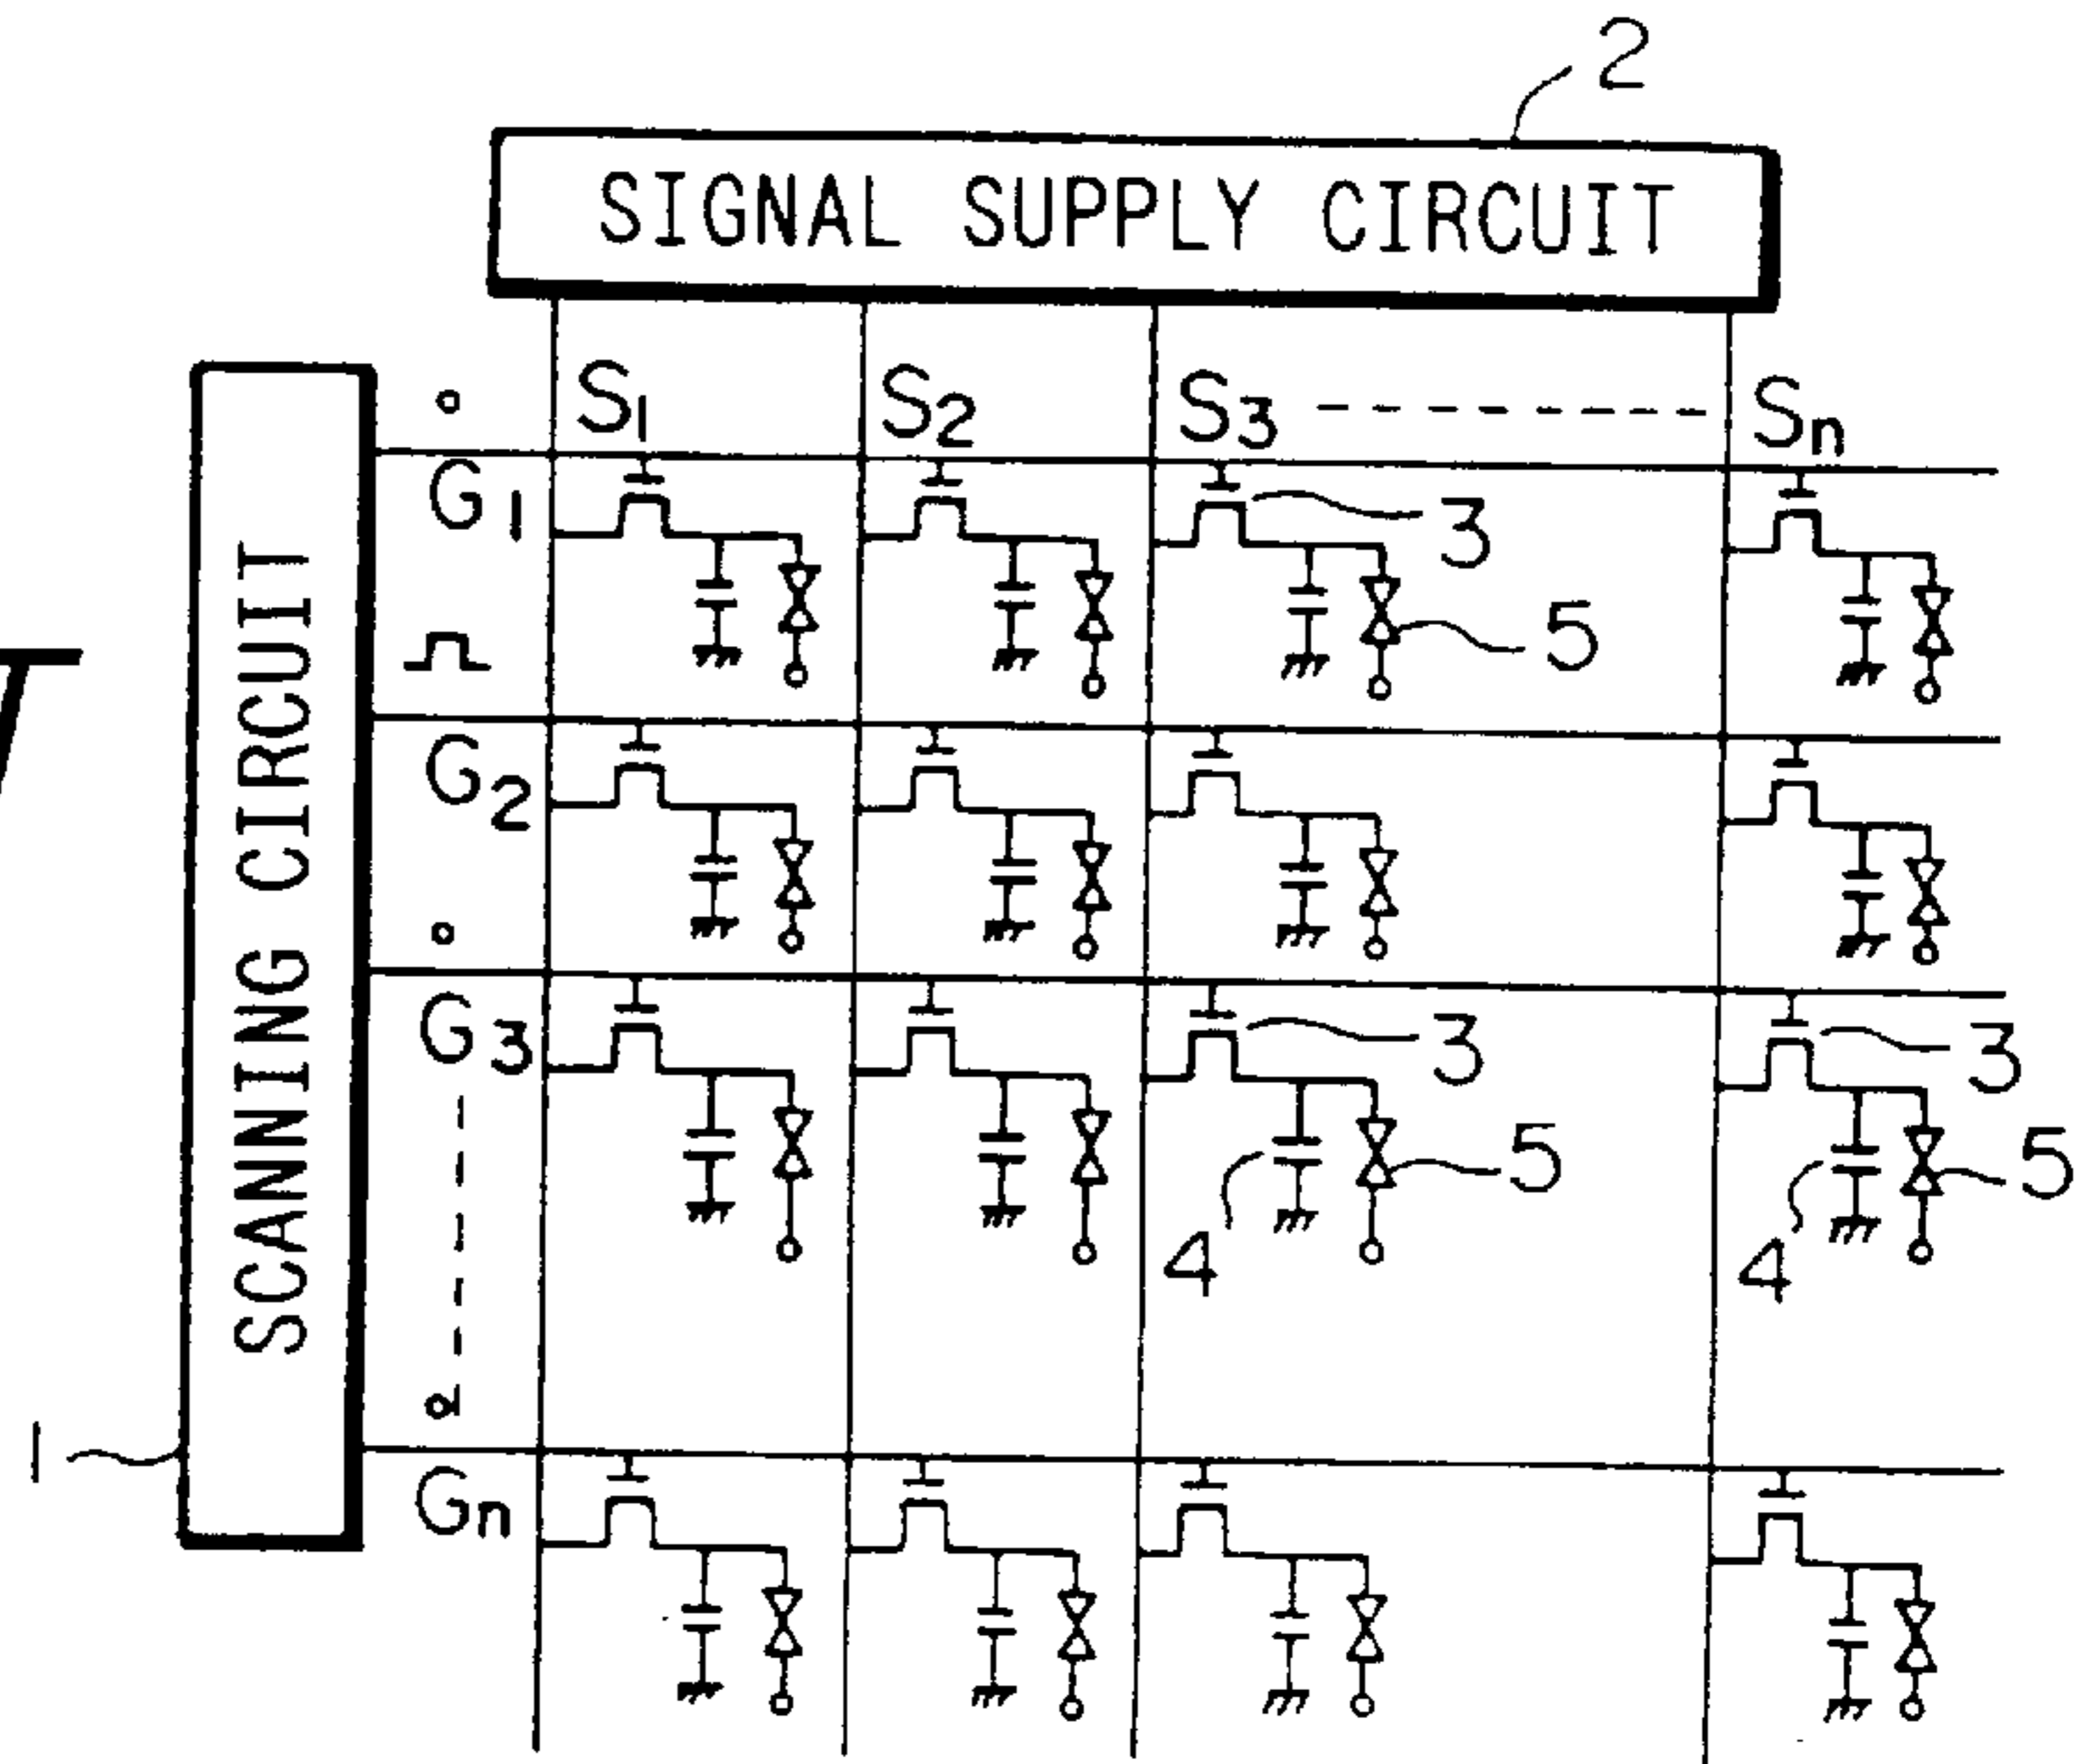 2
SIGNAL SUPPLY CIRCUIT
S1 S2 S3 Sn
SCANNING CIRCUIT
G1
3
5
G2
G3
3
3
5
5
4
4
1
Gn